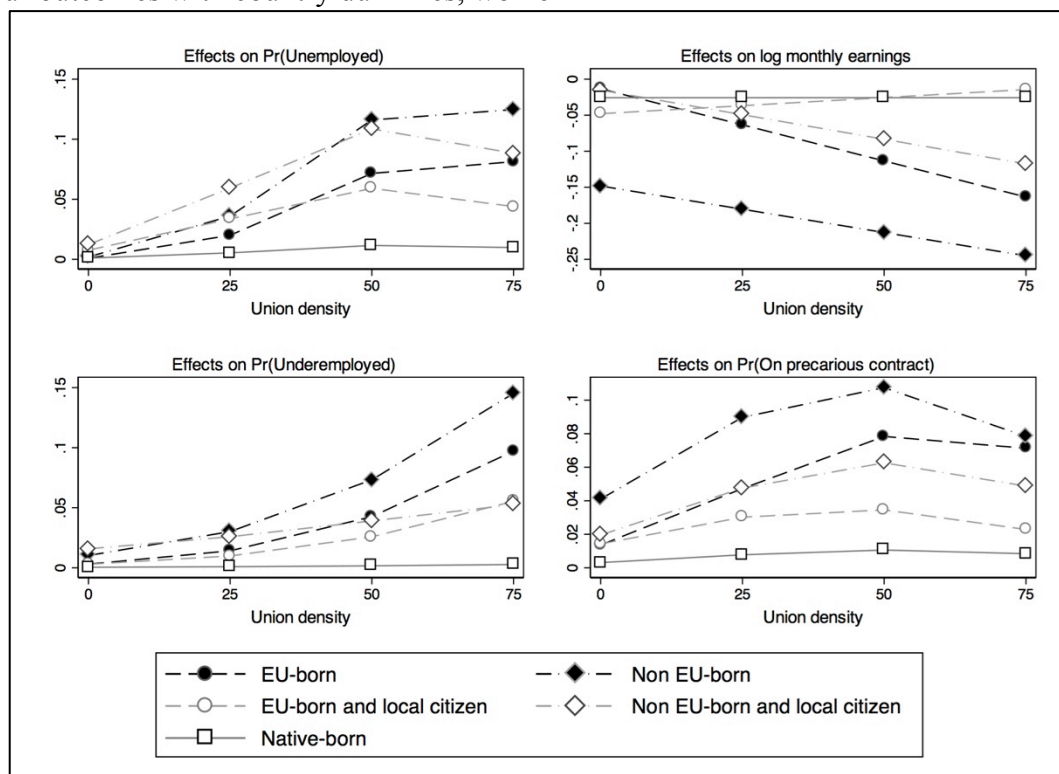 outcomes with country dummies,
Effects on Pr(Unemployed)
.15
.1
.05
0
0 25 50 75
Union density
Effects on log monthly earnings
0
-.05
-.1
-.15
-.2
-.25
0 25 50 75
Union density
Effects on Pr(Underemployed)
.15
.1
.05
0
0 25 50 75
Union density
Effects on Pr(On precarious contract)
.1
.08
.06
.04
.02
0
0 25 50 75
Union density
EU-born
Non EU-born
EU-born and local citizen
Non EU-born and local citizen
Native-born